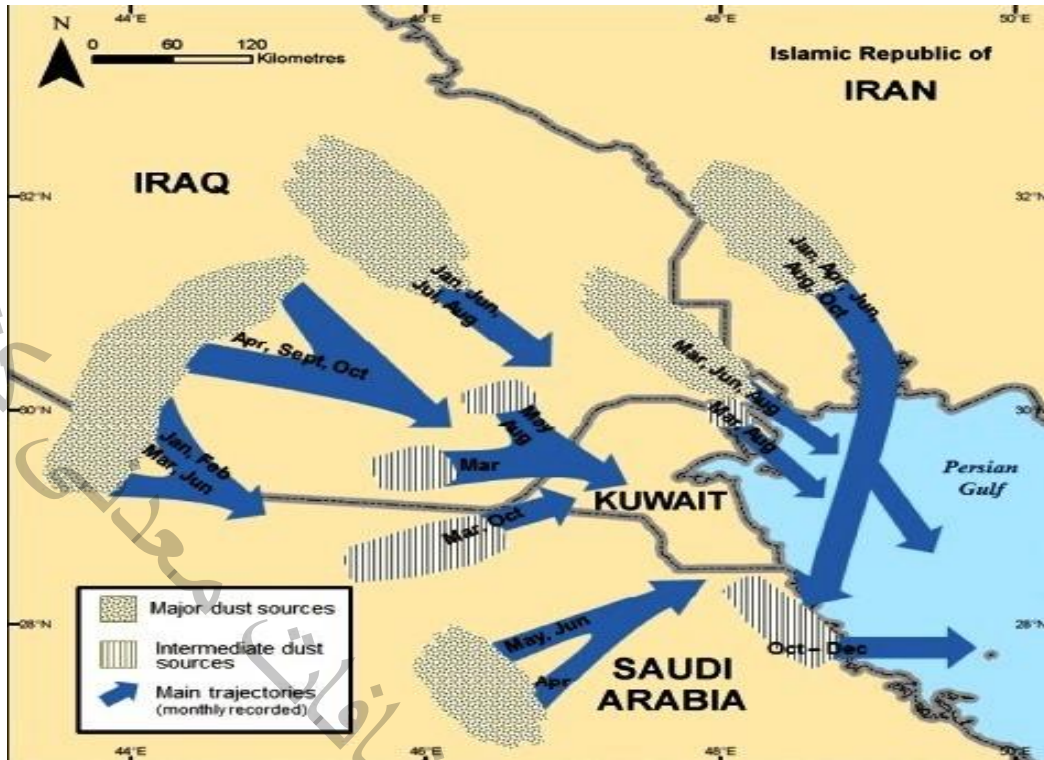 44°E
46°E
48°E
50°E
N
0 60 120
Kilometres
Islamic Republic of
IRAN
IRAQ
32°N
32°N
Jan, Jun,
Jul, Aug
Jan, Apr, Jun,
Aug, Oct
Apr, Sept, Oct
Mar, Jun, Aug
Mar, Aug
30°N
May
Aug
Jan, Feb
Mar, Jun
Mar
Persian
Gulf
KUWAIT
Mar, Oct
Major dust sources
Intermediate dust
sources
Main trajectories
(monthly recorded)
28°N
28°N
May, Jun
Apr
Oct – Dec
SAUDI
ARABIA
44°E
46°E
48°E
50°E